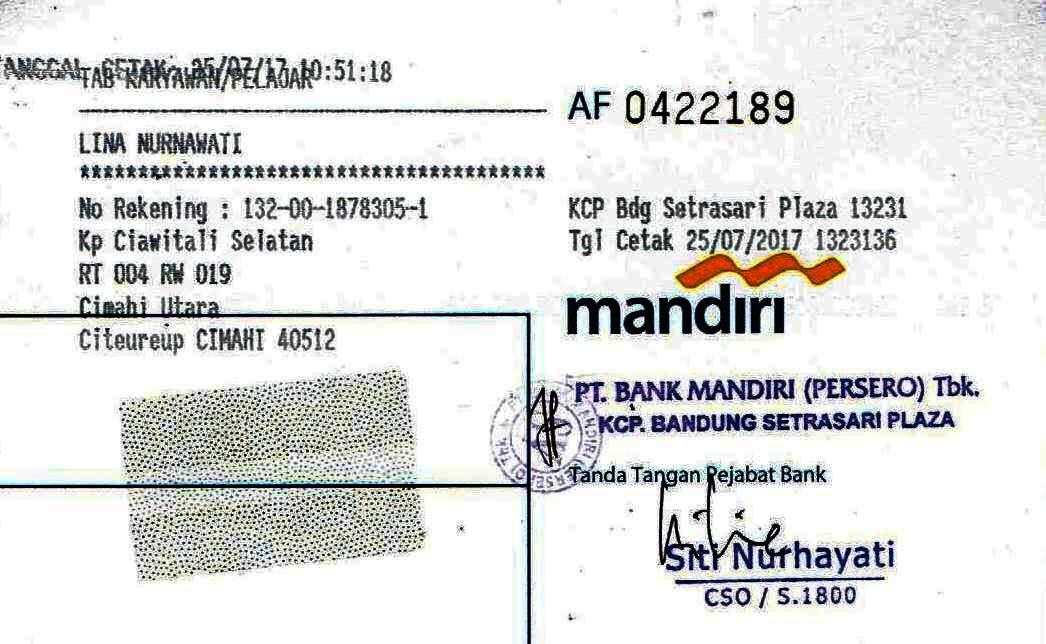 TANGGAL CETAK 25/07/17 10:51:18
TAB KARYAWAN/PELAJAR
LINA NURNAWATI
****************************************
No Rekening : 132-00-1878305-1
Kp Ciawitali Selatan
RT 004 RW 019
Cimahi Utara
Citeureup CIMAHI 40512
AF 0422189
KCP Bdg Setrasari Plaza 13231
Tgl Cetak 25/07/2017 1323136
mandiri
PT. BANK MANDIRI (PERSERO) Tbk.
KCP. BANDUNG SETRASARI PLAZA
Tanda Tangan Pejabat Bank
Siti Nurhayati
CSO / S.1800